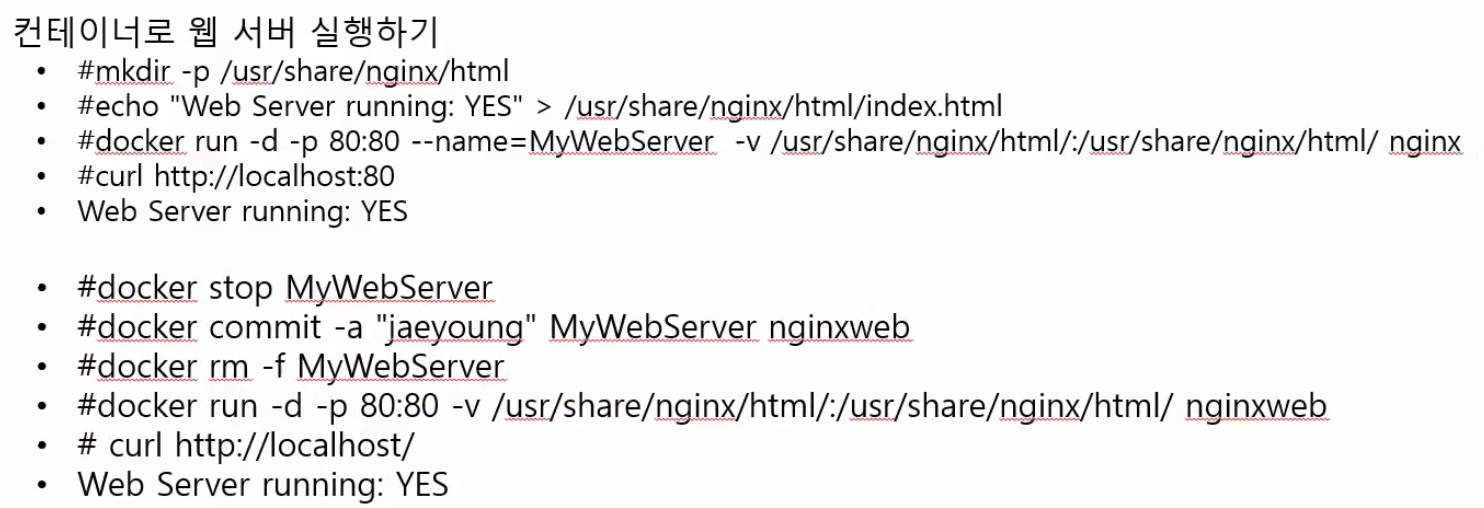 컨테이너로 웹 서버 실행하기
• #mkdir -p /usr/share/nginx/html
• #echo "Web Server running: YES" > /usr/share/nginx/html/index.html
• #docker run -d -p 80:80 --name=MyWebServer -v /usr/share/nginx/html/:/usr/share/nginx/html/ nginx
• #curl http://localhost:80
• Web Server running: YES
• #docker stop MyWebServer
• #docker commit -a "jaeyoung" MyWebServer nginxweb
• #docker rm -f MyWebServer
• #docker run -d -p 80:80 -v /usr/share/nginx/html/:/usr/share/nginx/html/ nginxweb
• # curl http://localhost/
• Web Server running: YES